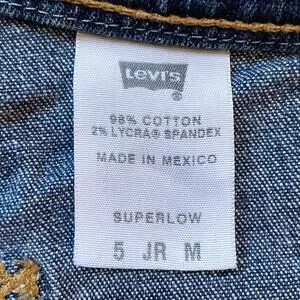 Levi's
®
98% COTTON
2% LYCRA® SPANDEX
MADE IN MEXICO
SUPERLOW
5 JR M